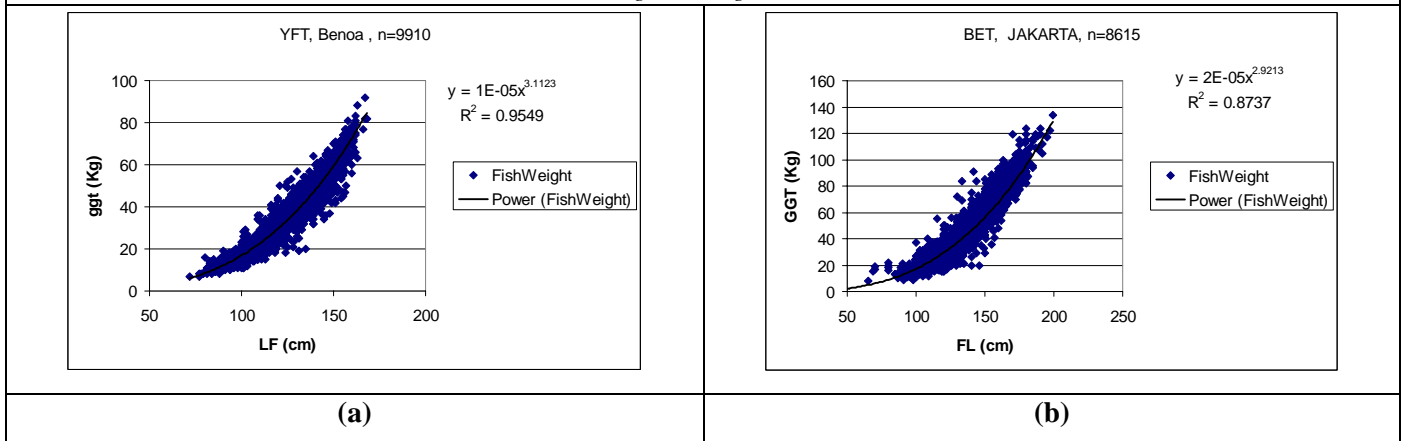 YFT, Benoa , n=9910
y = 1E-05x^3.1123
R² = 0.9549
100
80
60
40
20
0
ggt (Kg)
50 100 150 200
LF (cm)
FishWeight
Power (FishWeight)
(a)
BET, JAKARTA, n=8615
y = 2E-05x^2.9213
R² = 0.8737
160
140
120
100
80
60
40
20
0
GGT (Kg)
50 100 150 200 250
FL (cm)
FishWeight
Power (FishWeight)
(b)